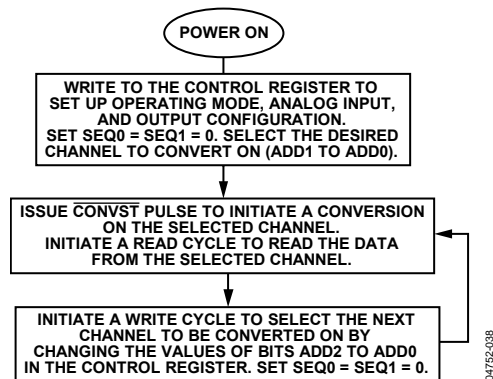 POWER ON
WRITE TO THE CONTROL REGISTER TO
SET UP OPERATING MODE, ANALOG INPUT,
AND OUTPUT CONFIGURATION.
SET SEQ0 = SEQ1 = 0. SELECT THE DESIRED
CHANNEL TO CONVERT ON (ADD1 TO ADD0).
ISSUE CONVST PULSE TO INITIATE A CONVERSION
ON THE SELECTED CHANNEL.
INITIATE A READ CYCLE TO READ THE DATA
FROM THE SELECTED CHANNEL.
INITIATE A WRITE CYCLE TO SELECT THE NEXT
CHANNEL TO BE CONVERTED ON BY
CHANGING THE VALUES OF BITS ADD2 TO ADD0
IN THE CONTROL REGISTER. SET SEQ0 = SEQ1 = 0.
04752-038